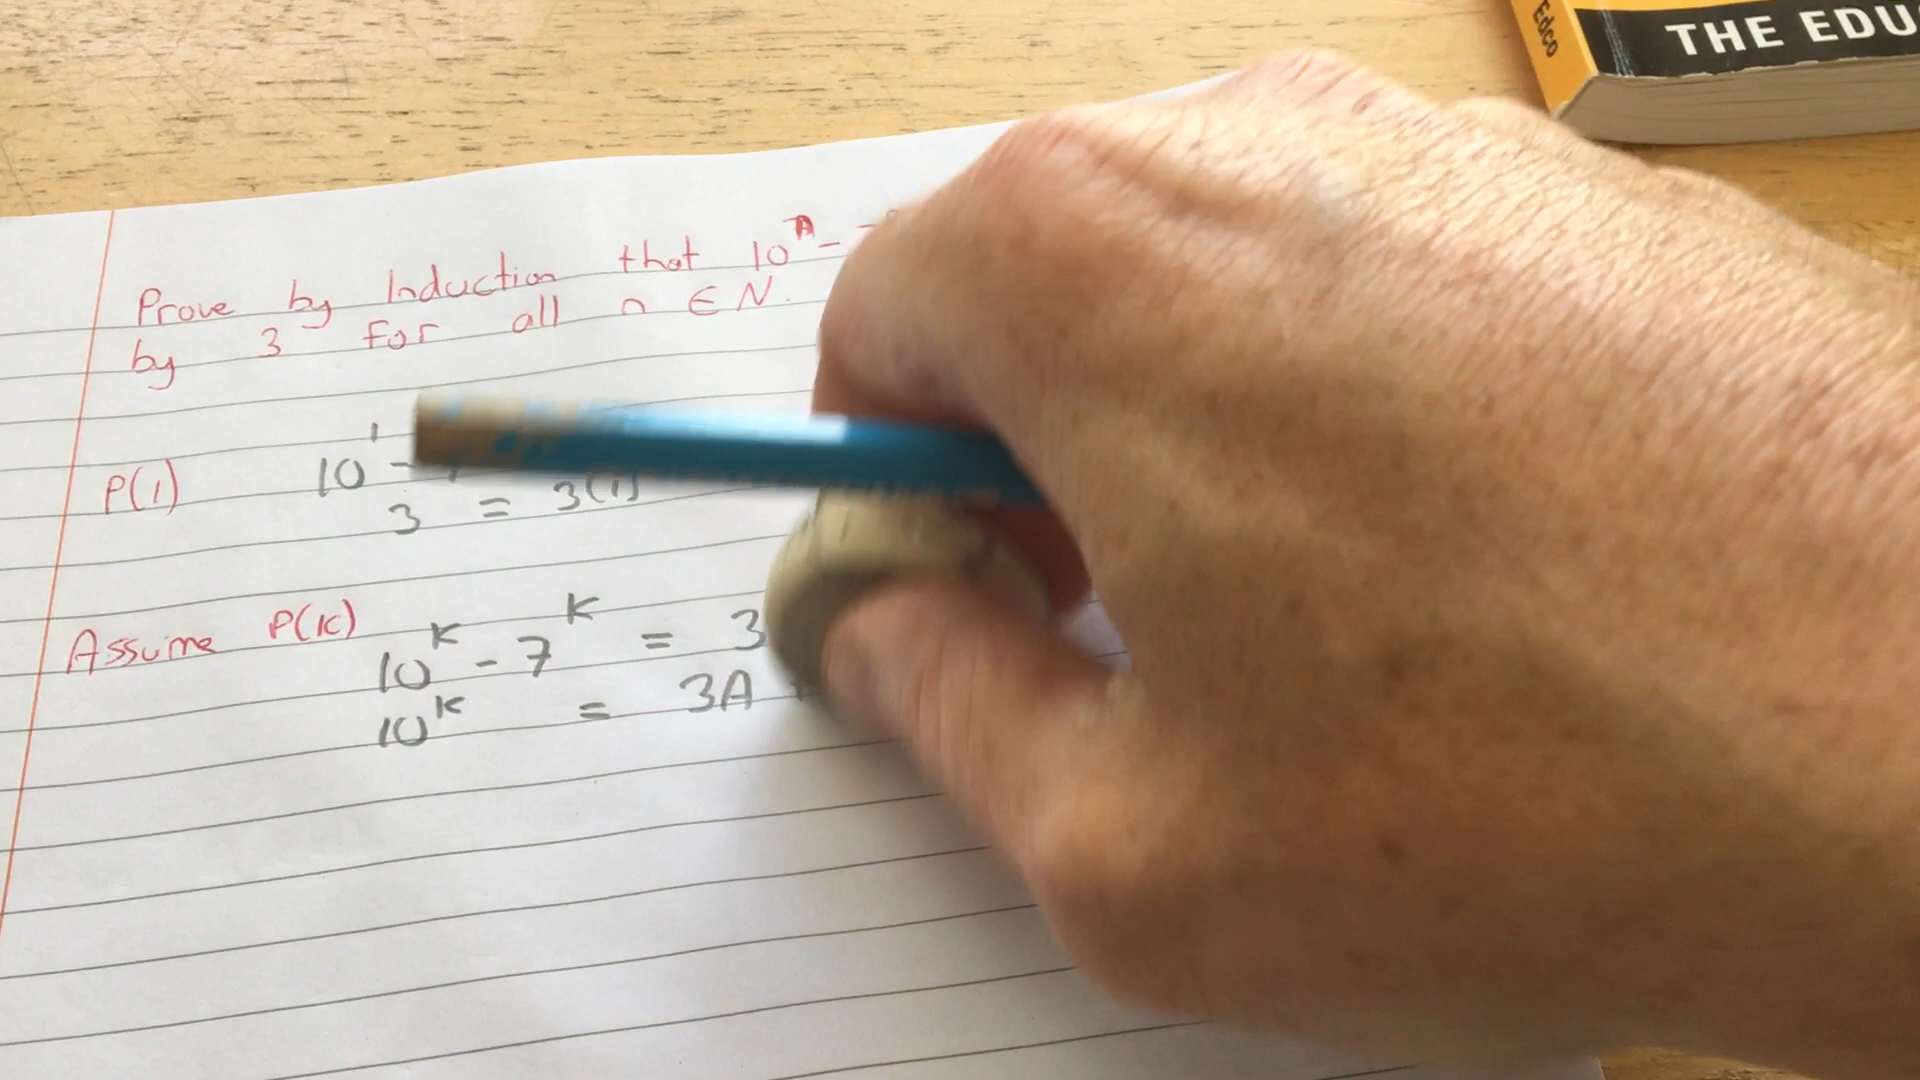 Edco
THE EDU
Prove by Induction that 10ⁿ -
by 3 for all n ∈ N.
P(1) 10¹ -
3 = 3(1)
Assume P(k)
10ᵏ - 7ᵏ = 3
10ᵏ = 3A